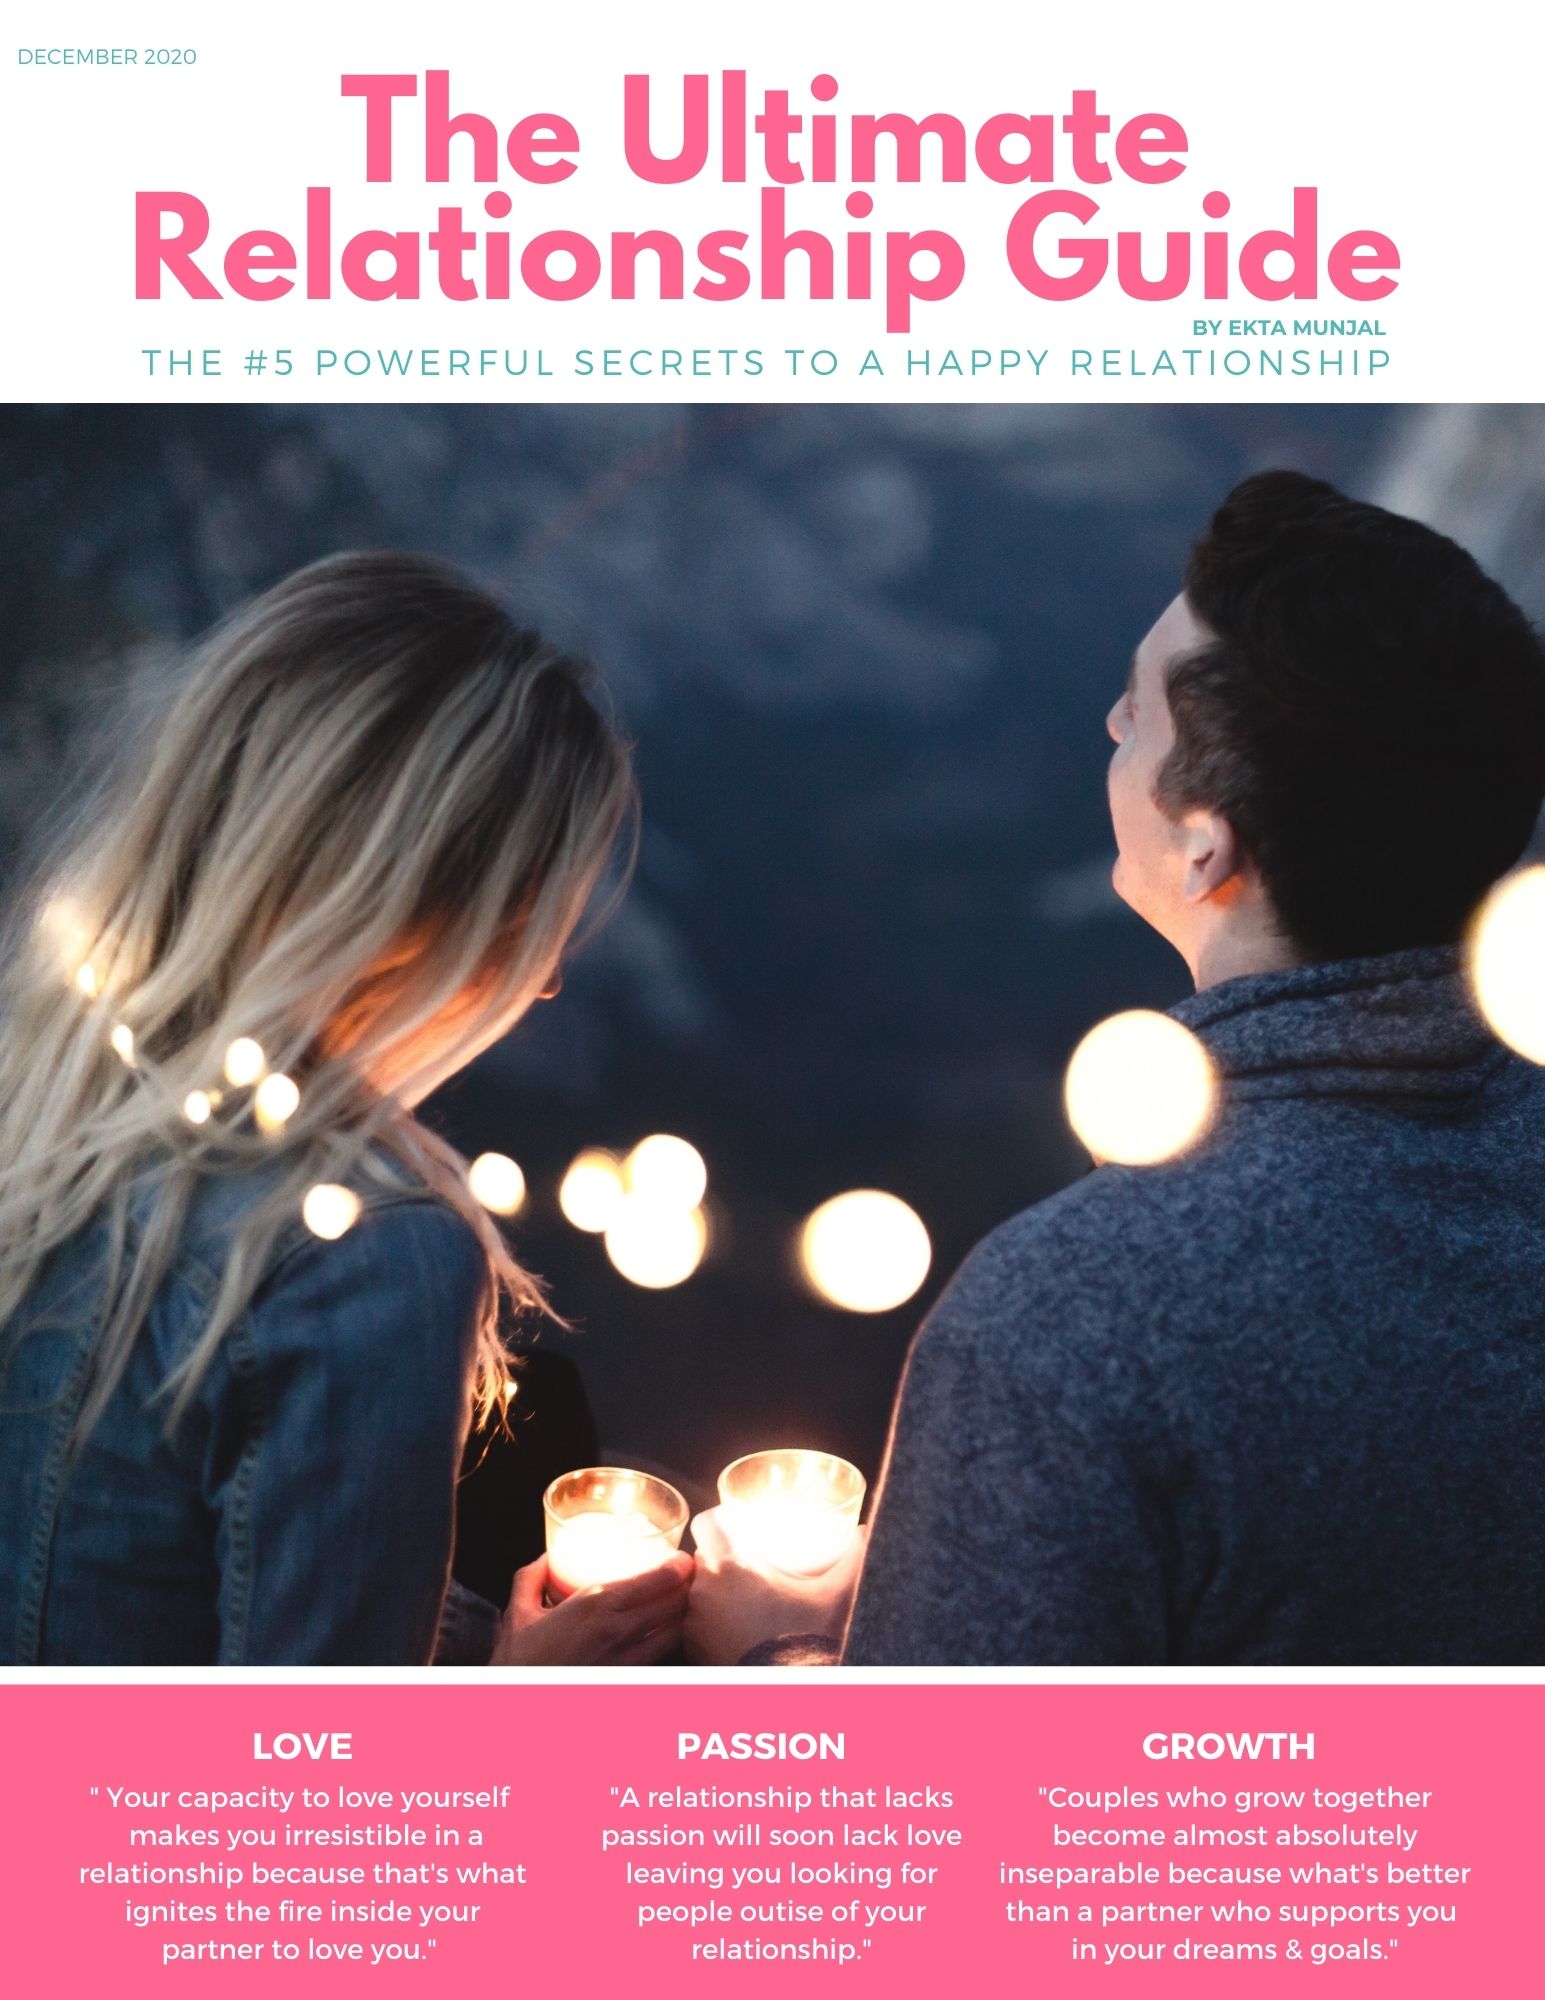 DECEMBER 2020
The Ultimate
Relationship Guide
BY EKTA MUNJAL
THE #5 POWERFUL SECRETS TO A HAPPY RELATIONSHIP
LOVE
" Your capacity to love yourself
makes you irresistible in a
relationship because that's what
ignites the fire inside your
partner to love you."
PASSION
"A relationship that lacks
passion will soon lack love
leaving you looking for
people outise of your
relationship."
GROWTH
"Couples who grow together
become almost absolutely
inseparable because what's better
than a partner who supports you
in your dreams & goals."